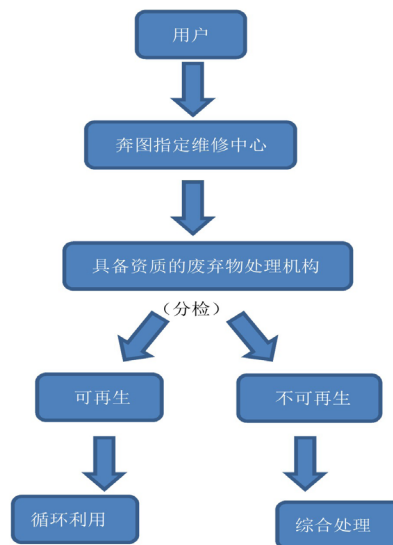 用户
奔图指定维修中心
具备资质的废弃物处理机构
（分检）
可再生
不可再生
循环利用
综合处理